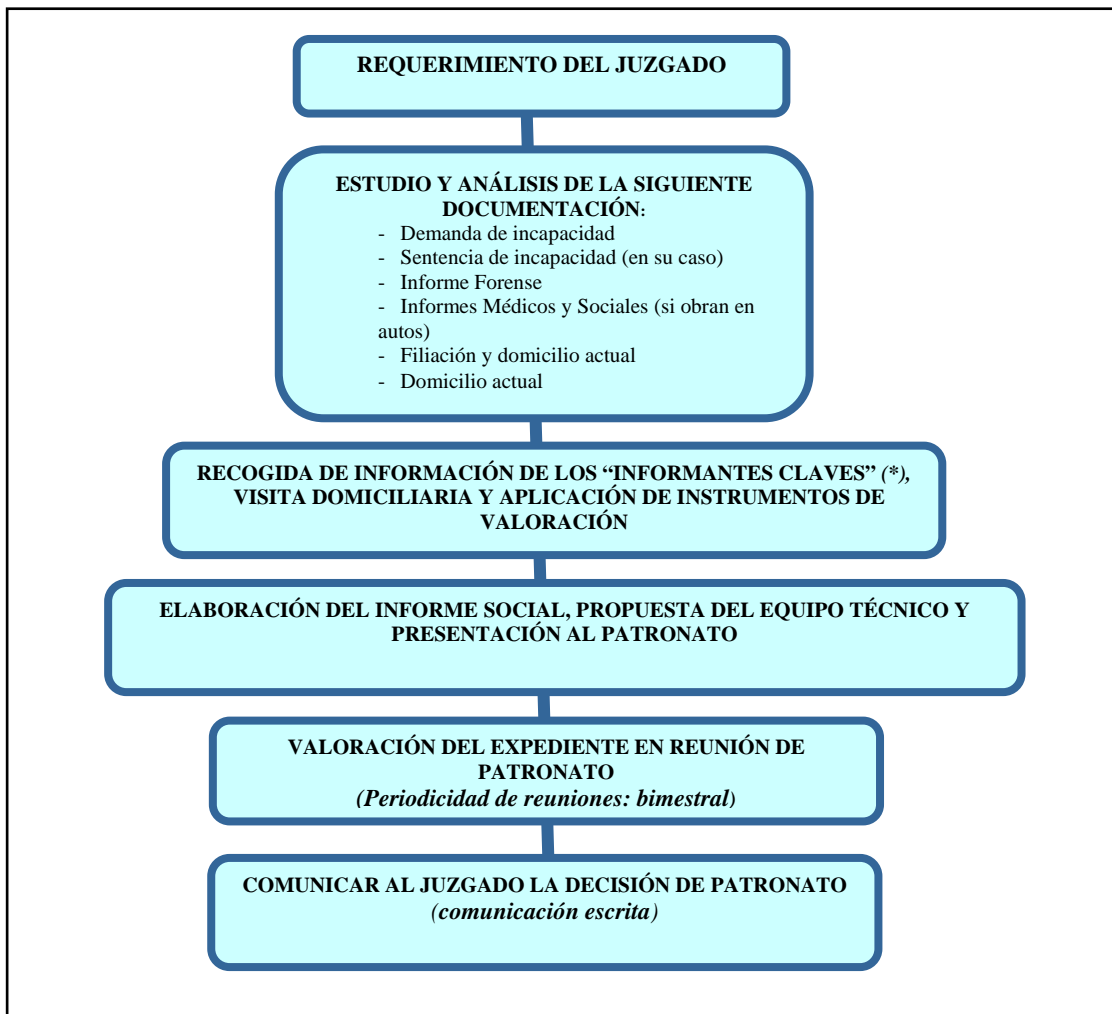 REQUERIMIENTO DEL JUZGADO
ESTUDIO Y ANÁLISIS DE LA SIGUIENTE
DOCUMENTACIÓN:
- Demanda de incapacidad
- Sentencia de incapacidad (en su caso)
- Informe Forense
- Informes Médicos y Sociales (si obran en
autos)
- Filiación y domicilio actual
- Domicilio actual
RECOGIDA DE INFORMACIÓN DE LOS “INFORMANTES CLAVES” (*),
VISITA DOMICILIARIA Y APLICACIÓN DE INSTRUMENTOS DE
VALORACIÓN
ELABORACIÓN DEL INFORME SOCIAL, PROPUESTA DEL EQUIPO TÉCNICO Y
PRESENTACIÓN AL PATRONATO
VALORACIÓN DEL EXPEDIENTE EN REUNIÓN DE
PATRONATO
(Periodicidad de reuniones: bimestral)
COMUNICAR AL JUZGADO LA DECISIÓN DE PATRONATO
(comunicación escrita)